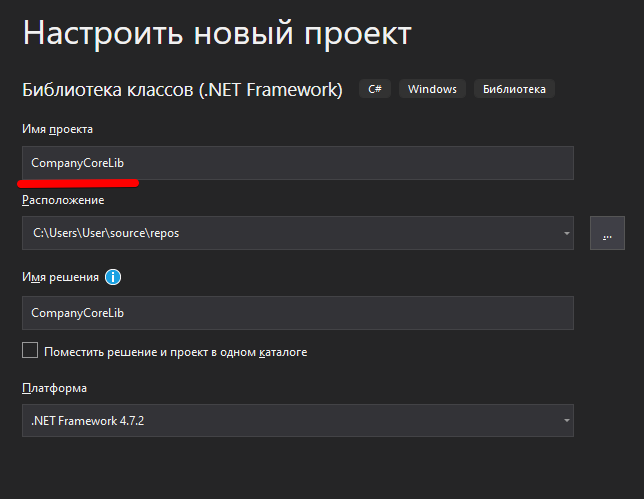 Настроить новый проект
Библиотека классов (.NET Framework) C# Windows Библиотека
Имя проекта
CompanyCoreLib
Расположение
C:\Users\User\source\repos ...
Имя решения i
CompanyCoreLib
Поместить решение и проект в одном каталоге
Платформа
.NET Framework 4.7.2